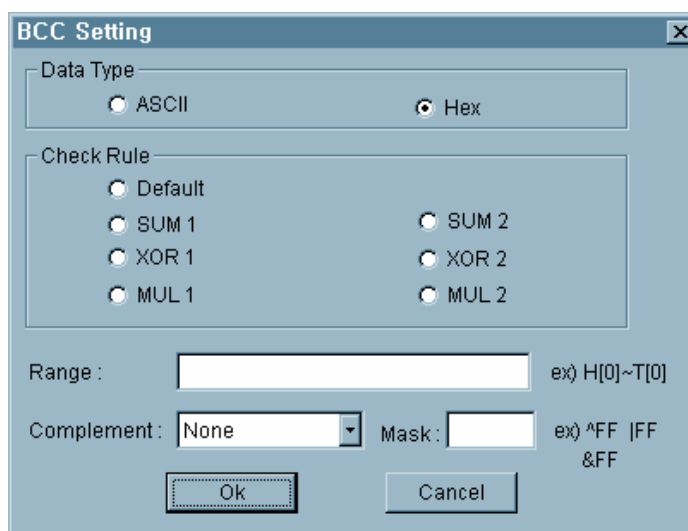 BCC Setting
Data Type
ASCII Hex
Check Rule
Default
SUM 1 SUM 2
XOR 1 XOR 2
MUL 1 MUL 2
Range : ex) H[0]~T[0]
Complement : None Mask : ex) ^FF |FF
&FF
Ok Cancel